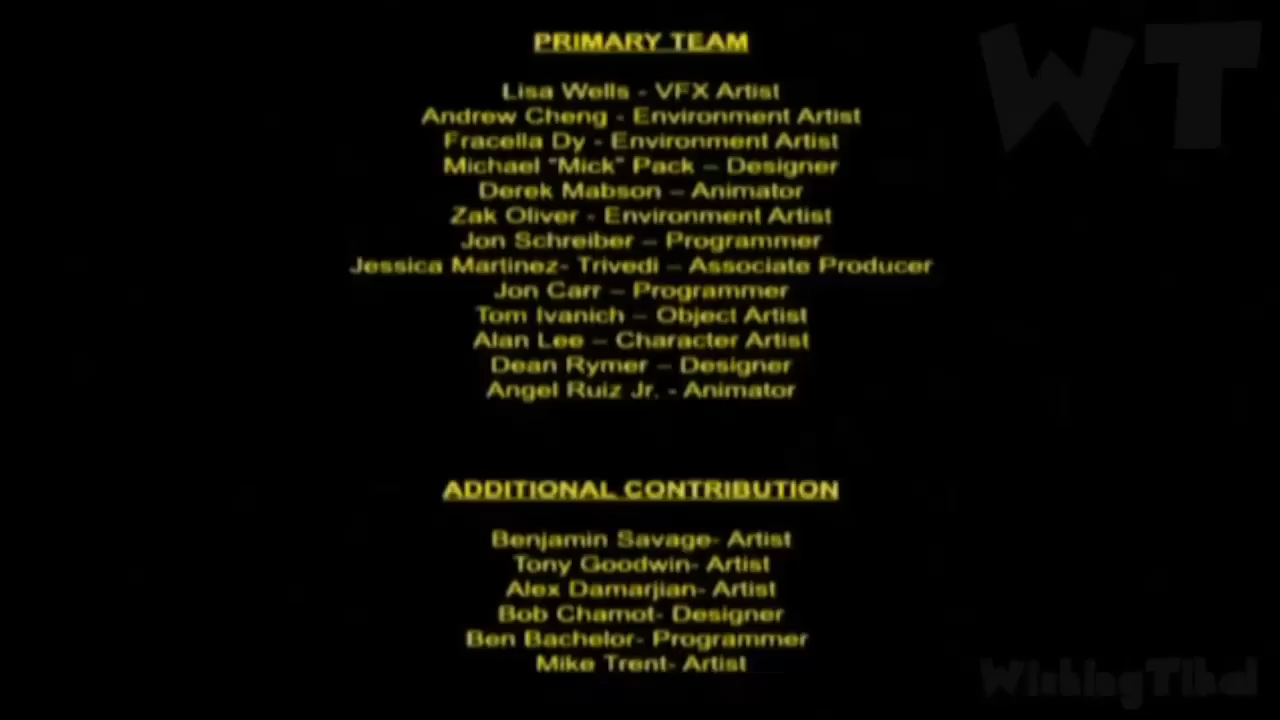 WT
PRIMARY TEAM
Lisa Wells - VFX Artist
Andrew Cheng - Environment Artist
Fracella Dy - Environment Artist
Michael "Mick" Pack – Designer
Derek Mabson – Animator
Zak Oliver - Environment Artist
Jon Schreiber – Programmer
Jessica Martinez- Trivedi – Associate Producer
Jon Carr – Programmer
Tom Ivanich – Object Artist
Alan Lee – Character Artist
Dean Rymer – Designer
Angel Ruiz Jr. - Animator
ADDITIONAL CONTRIBUTION
Benjamin Savage- Artist
Tony Goodwin- Artist
Alex Damarjian- Artist
Bob Chamot- Designer
Ben Bachelor- Programmer
Mike Trent- Artist